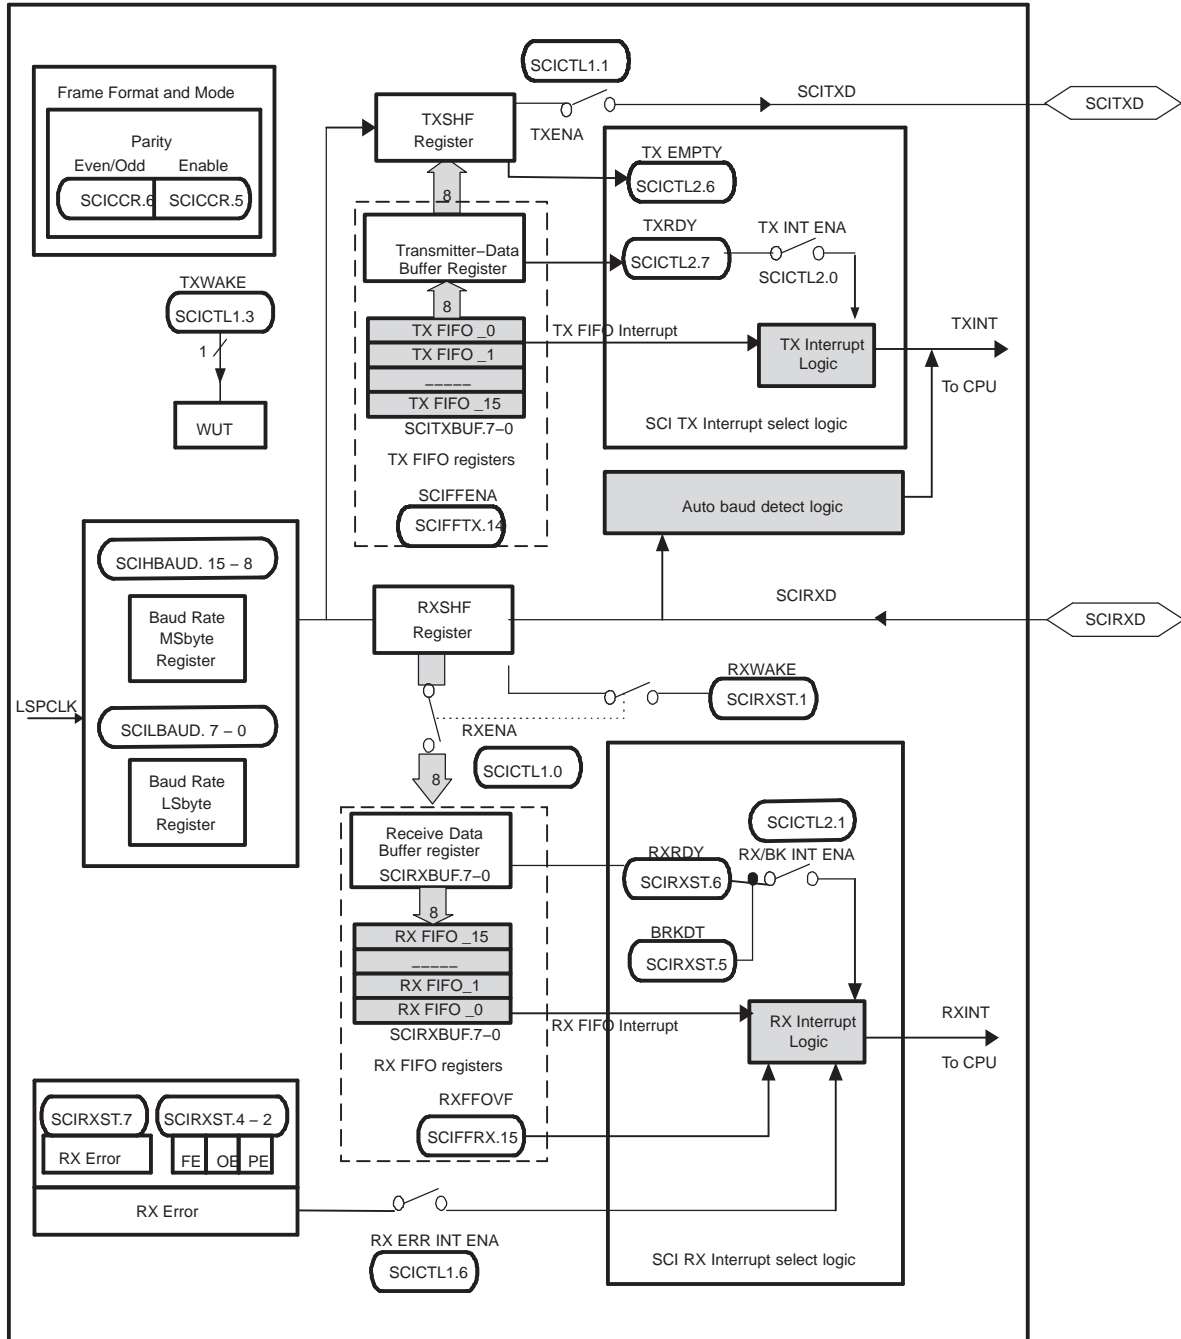 SCICTL1.1
Frame Format and Mode
Parity
Even/Odd
Enable
SCICCR.6
SCICCR.5
TXSHF
Register
TXENA
SCITXD
SCITXD
8
TX EMPTY
SCICTL2.6
TXRDY
SCICTL2.7
TX INT ENA
SCICTL2.0
Transmitter–Data
Buffer Register
8
TX FIFO _0
TX FIFO _1
_____
TX FIFO _15
SCITXBUF.7–0
TX FIFO registers
SCIFFENA
SCIFFTX.14
TX FIFO Interrupt
TX Interrupt
Logic
TXINT
To CPU
SCI TX Interrupt select logic
TXWAKE
SCICTL1.3
1
WUT
Auto baud detect logic
SCIHBAUD. 15 – 8
Baud Rate
MSbyte
Register
LSPCLK
SCILBAUD. 7 – 0
Baud Rate
LSbyte
Register
RXSHF
Register
SCIRXD
SCIRXD
RXWAKE
SCIRXST.1
RXENA
SCICTL1.0
8
Receive Data
Buffer register
SCIRXBUF.7–0
8
RX FIFO _15
_____
RX FIFO_1
RX FIFO _0
SCIRXBUF.7–0
RX FIFO registers
RX FIFO Interrupt
SCICTL2.1
RXRDY
RX/BK INT ENA
SCIRXST.6
BRKDT
SCIRXST.5
RX Interrupt
Logic
RXINT
To CPU
RXFFOVF
SCIFFRX.15
SCIRXST.7
SCIRXST.4 – 2
RX Error
FE
OE
PE
RX Error
RX ERR INT ENA
SCICTL1.6
SCI RX Interrupt select logic